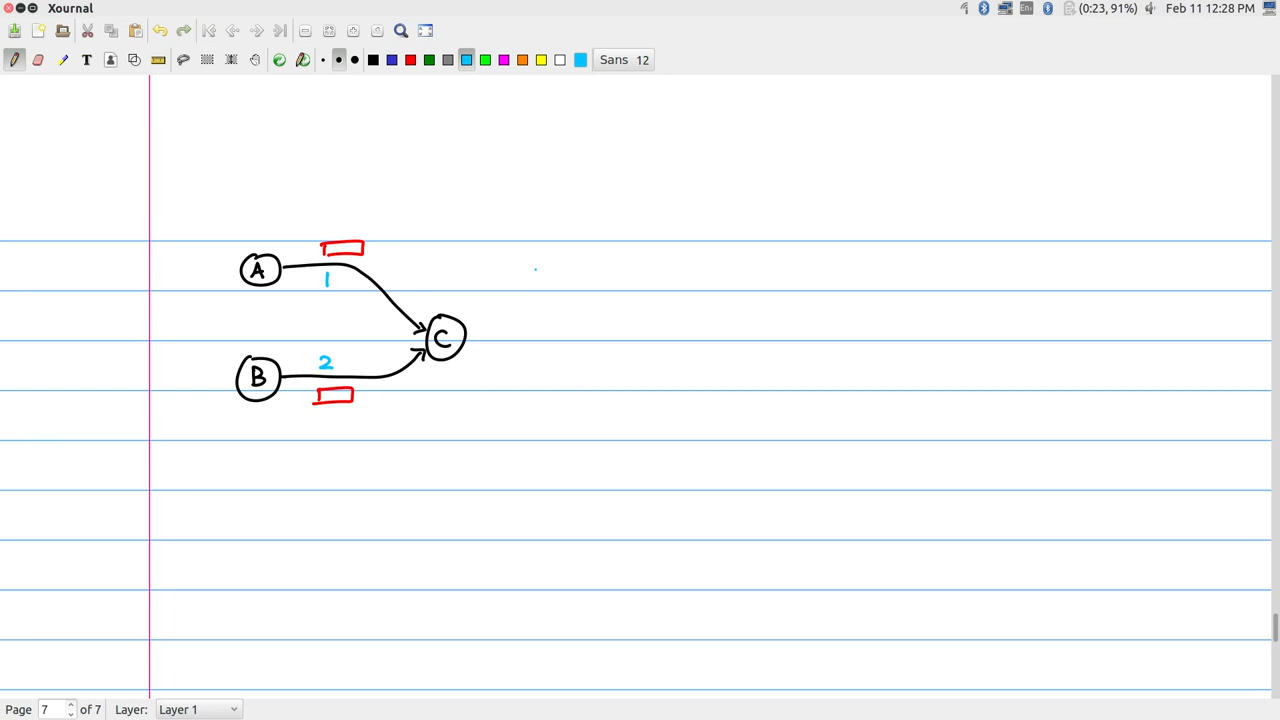 Xournal
(0:23, 91%) Feb 11 12:28 PM
En
T
Sans 12
A
1
C
2
B
Page 7 of 7 Layer: Layer 1